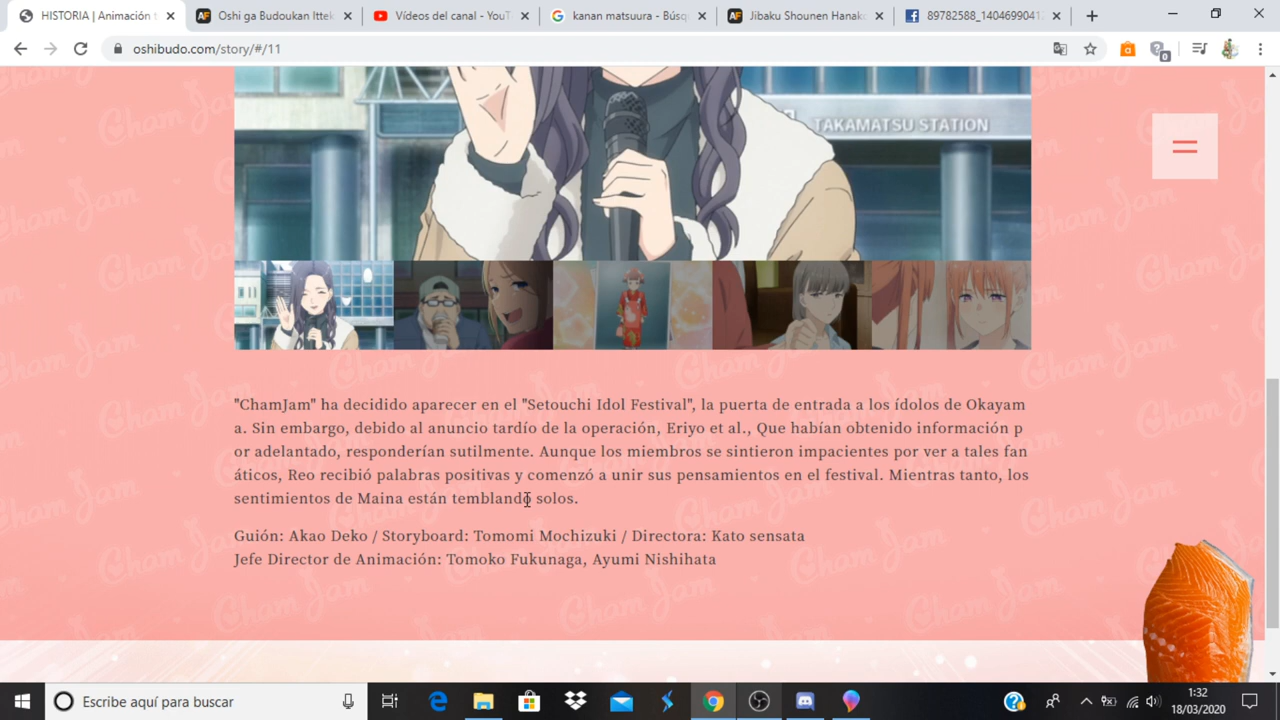 HISTORIA | Animación t
Oshi ga Budoukan Ittek
Vídeos del canal - YouT
kanan matsuura - Búsq
Jibaku Shounen Hanako
89782588_1404699041
oshibudo.com/story/#/11
TAKAMATSU STATION
Cham Jam
"ChamJam" ha decidido aparecer en el "Setouchi Idol Festival", la puerta de entrada a los ídolos de Okayam
a. Sin embargo, debido al anuncio tardío de la operación, Eriyo et al., Que habían obtenido información p
or adelantado, responderían sutilmente. Aunque los miembros se sintieron impacientes por ver a tales fan
áticos, Reo recibió palabras positivas y comenzó a unir sus pensamientos en el festival. Mientras tanto, los
sentimientos de Maina están temblando solos.
Guión: Akao Deko / Storyboard: Tomomi Mochizuki / Directora: Kato sensata
Jefe Director de Animación: Tomoko Fukunaga, Ayumi Nishihata
Escribe aquí para buscar
1:32
18/03/2020